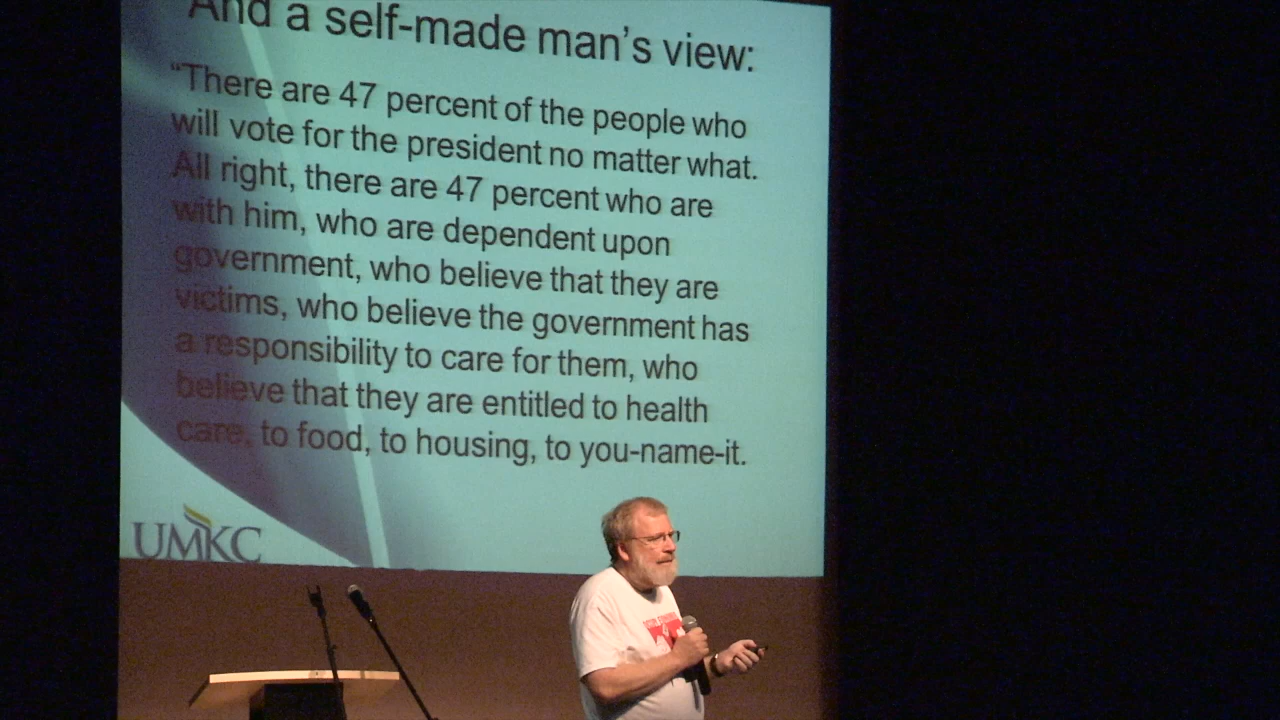 And a self-made man's view:
“There are 47 percent of the people who
will vote for the president no matter what.
All right, there are 47 percent who are
with him, who are dependent upon
government, who believe that they are
victims, who believe the government has
a responsibility to care for them, who
believe that they are entitled to health
care, to food, to housing, to you-name-it.
UMKC